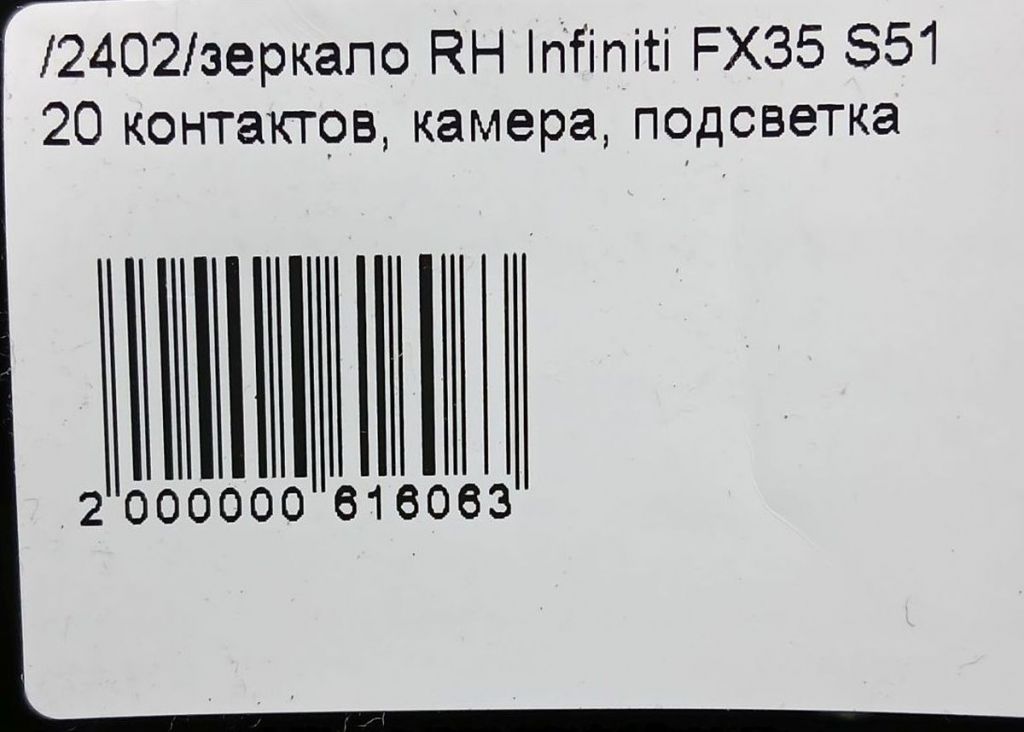 /2402/зеркало RH Infiniti FX35 S51
20 контактов, камера, подсветка
2 000000 616063